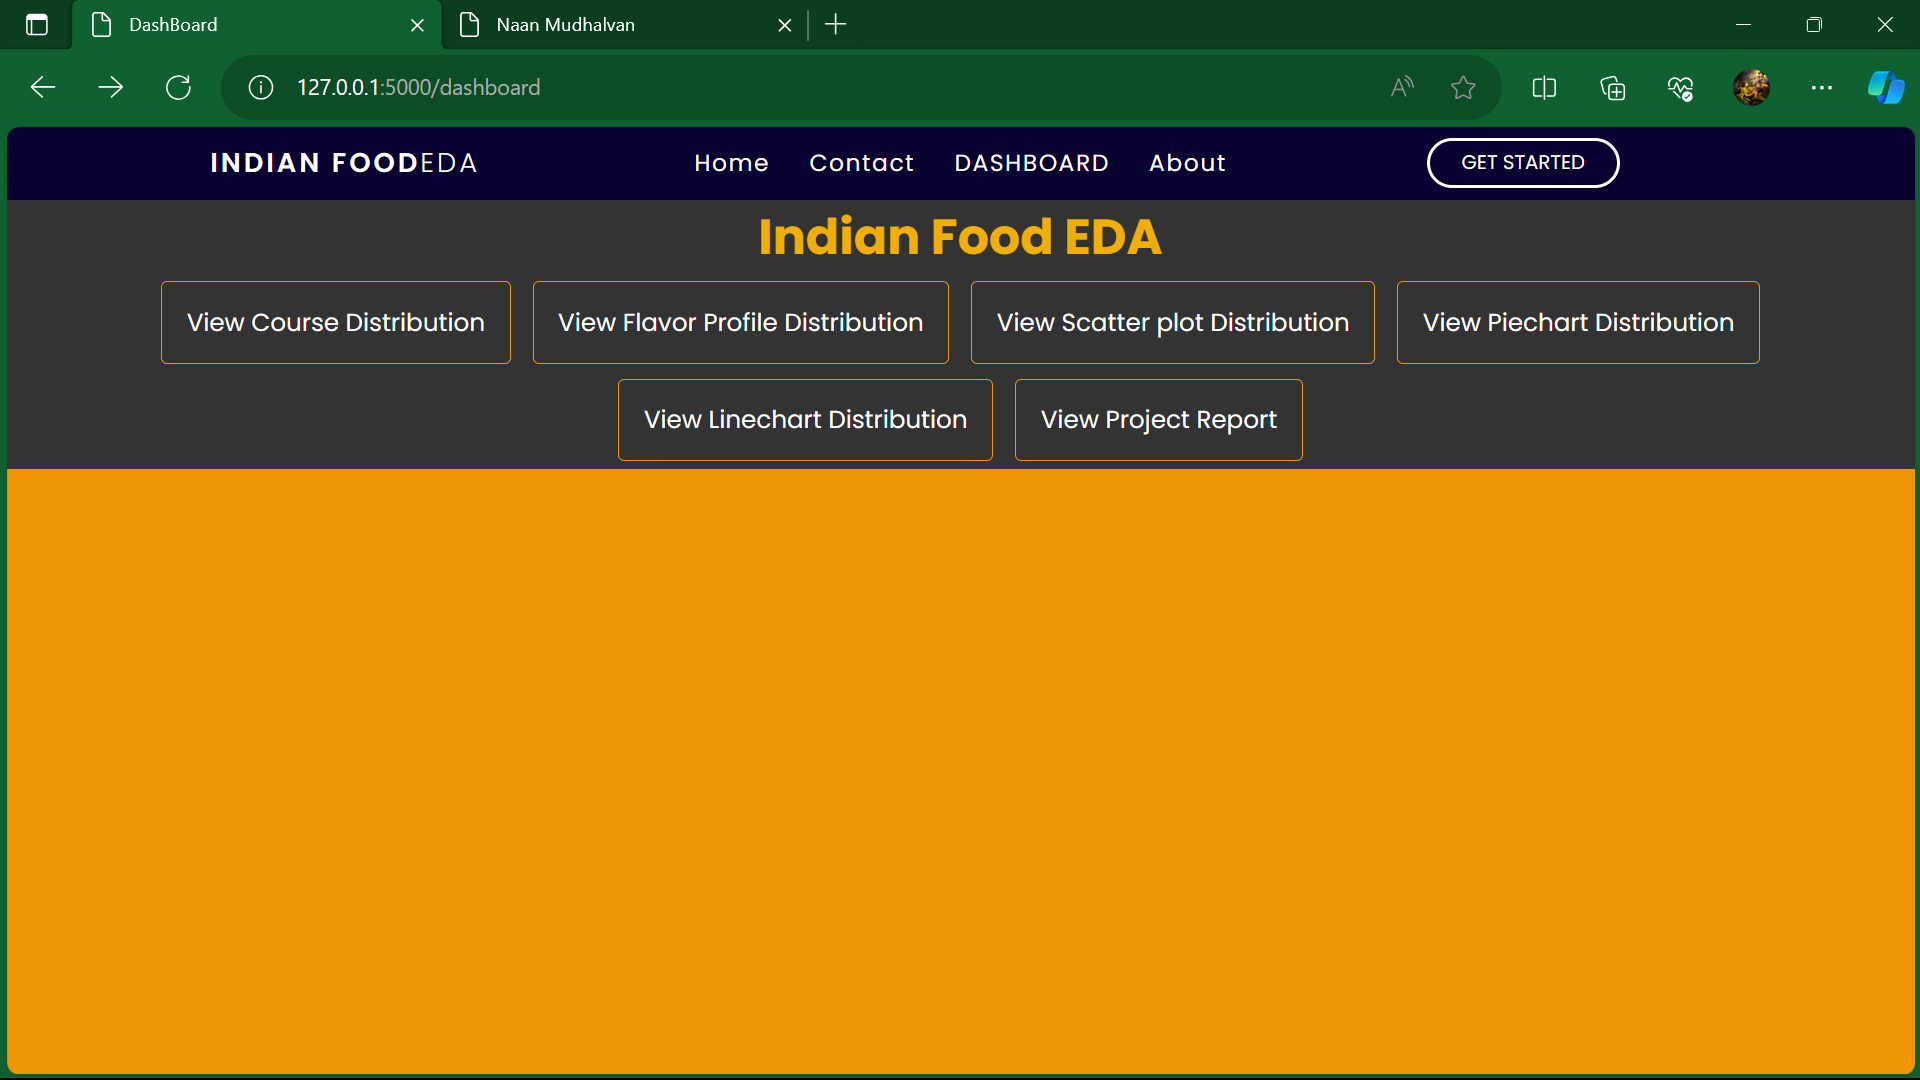 DashBoard
Naan Mudhalvan
127.0.0.1:5000/dashboard
INDIAN FOODEDA
Home
Contact
DASHBOARD
About
GET STARTED
Indian Food EDA
View Course Distribution
View Flavor Profile Distribution
View Scatter plot Distribution
View Piechart Distribution
View Linechart Distribution
View Project Report